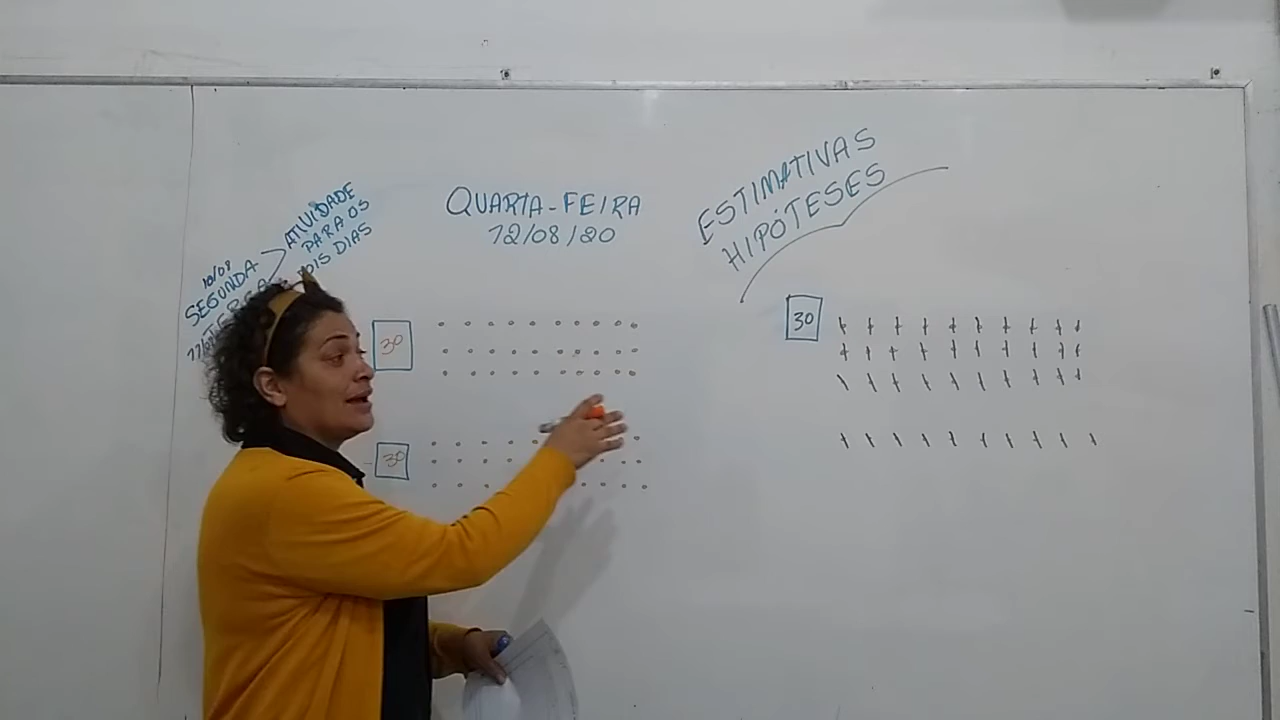 10/08
SEGUNDA
ATIVIDADE
PARA OS
DIAS
QUARTA-FEIRA
12/08/20
ESTIMATIVAS
HIPÓTESES
30
30
30